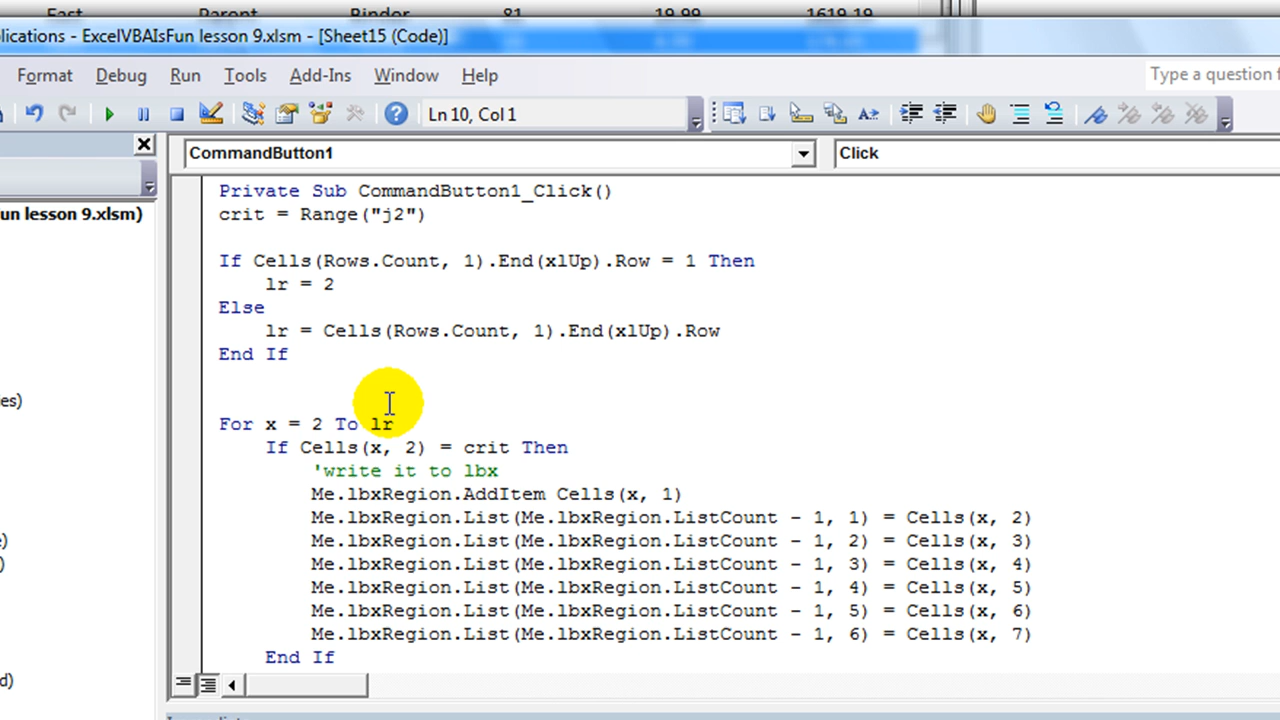 East Parent Binder 81 19.99 1619.19
lications - ExcelVBAIsFun lesson 9.xlsm - [Sheet15 (Code)]
Format Debug Run Tools Add-Ins Window Help
Type a question f
Ln 10, Col 1
CommandButton1
Click
un lesson 9.xlsm)
es)
)
)
d)
Private Sub CommandButton1_Click()
crit = Range("j2")
If Cells(Rows.Count, 1).End(xlUp).Row = 1 Then
lr = 2
Else
lr = Cells(Rows.Count, 1).End(xlUp).Row
End If
For x = 2 To lr
If Cells(x, 2) = crit Then
'write it to lbx
Me.lbxRegion.AddItem Cells(x, 1)
Me.lbxRegion.List(Me.lbxRegion.ListCount - 1, 1) = Cells(x, 2)
Me.lbxRegion.List(Me.lbxRegion.ListCount - 1, 2) = Cells(x, 3)
Me.lbxRegion.List(Me.lbxRegion.ListCount - 1, 3) = Cells(x, 4)
Me.lbxRegion.List(Me.lbxRegion.ListCount - 1, 4) = Cells(x, 5)
Me.lbxRegion.List(Me.lbxRegion.ListCount - 1, 5) = Cells(x, 6)
Me.lbxRegion.List(Me.lbxRegion.ListCount - 1, 6) = Cells(x, 7)
End If